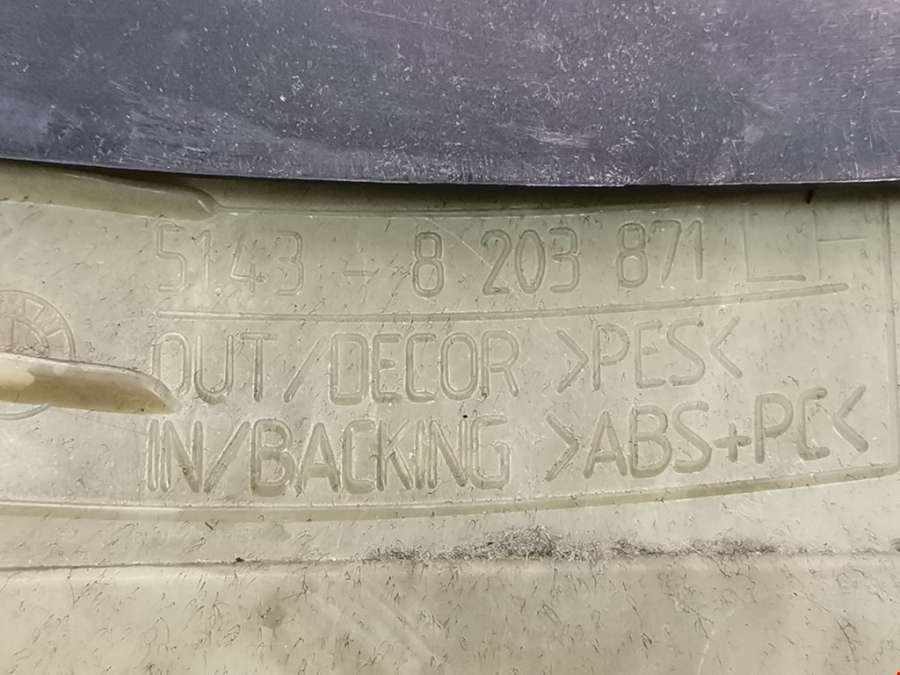 5143 - 8 203 871 LH
OUT/DECOR >PES<
IN/BACKING >ABS+PC<